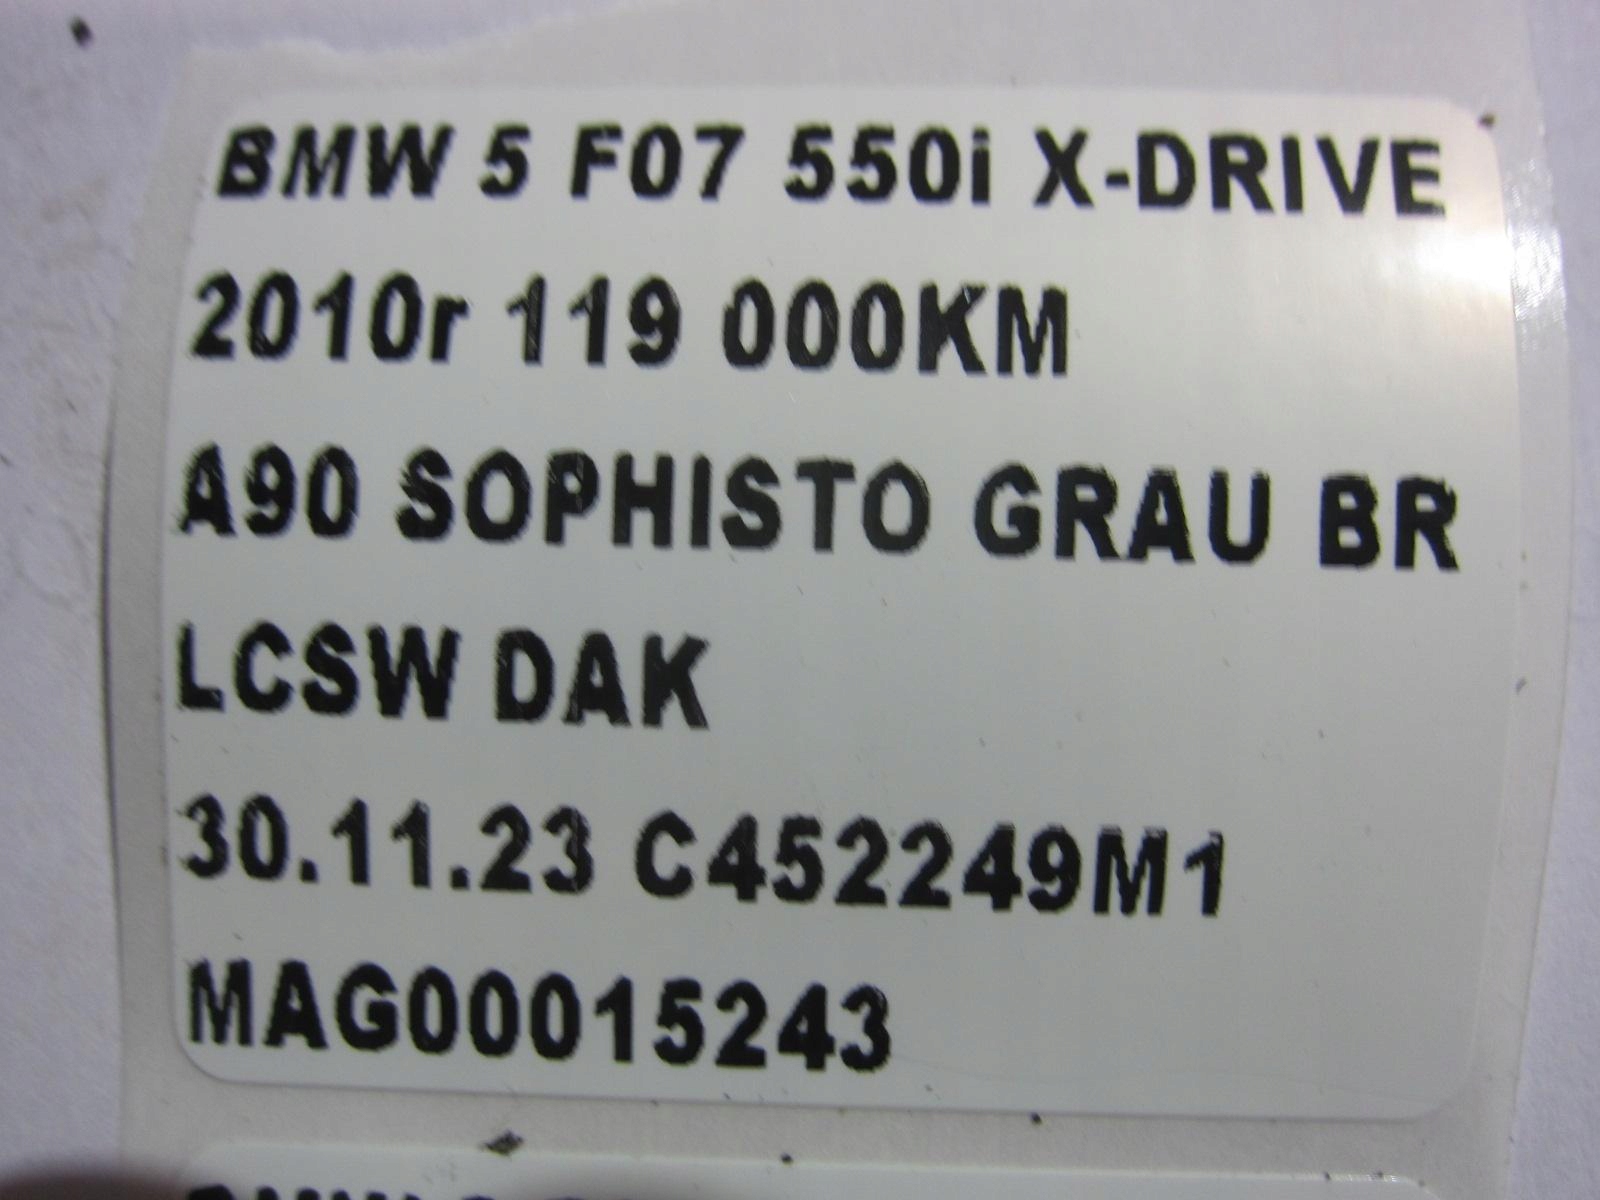 BMW 5 F07 550i X-DRIVE
2010r 119 000KM
A90 SOPHISTO GRAU BR
LCSW DAK
30.11.23 C452249M1
MAG00015243